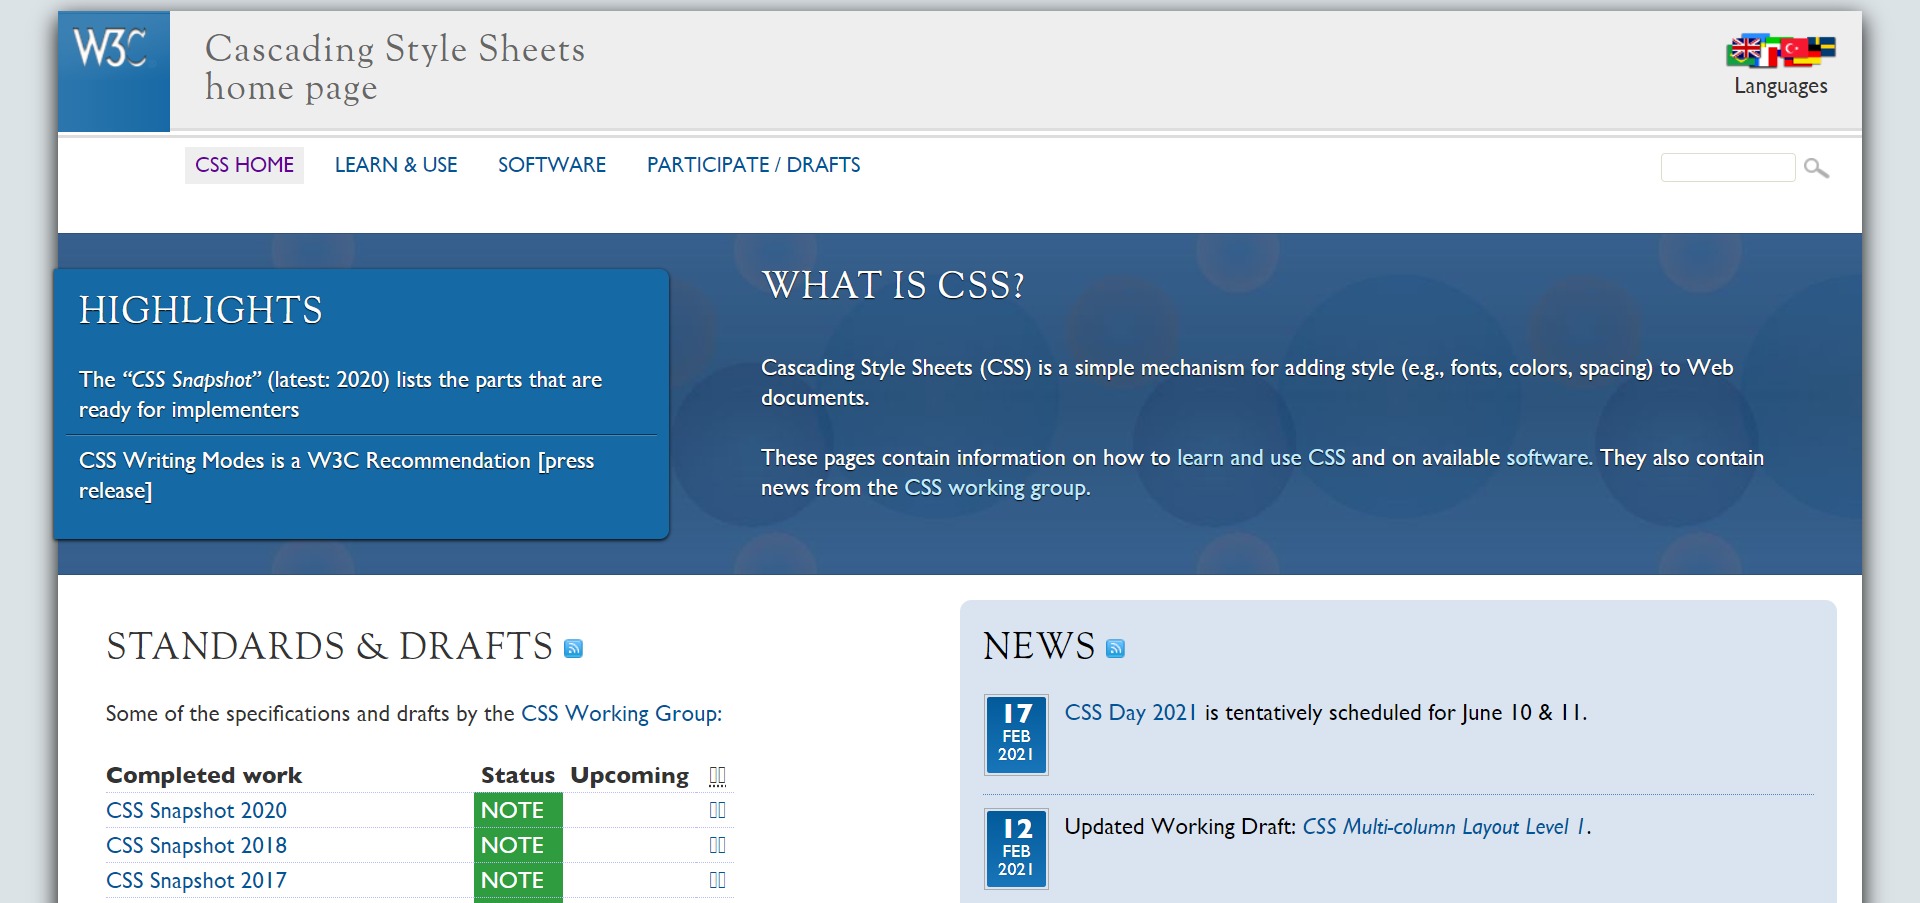 W3C
Cascading Style Sheets
home page
Languages
CSS HOME
LEARN & USE
SOFTWARE
PARTICIPATE / DRAFTS
HIGHLIGHTS
The “CSS Snapshot” (latest: 2020) lists the parts that are
ready for implementers
CSS Writing Modes is a W3C Recommendation [press
release]
WHAT IS CSS?
Cascading Style Sheets (CSS) is a simple mechanism for adding style (e.g., fonts, colors, spacing) to Web
documents.
These pages contain information on how to learn and use CSS and on available software. They also contain
news from the CSS working group.
STANDARDS & DRAFTS
Some of the specifications and drafts by the CSS Working Group:
Completed work Status Upcoming
CSS Snapshot 2020 NOTE
CSS Snapshot 2018 NOTE
CSS Snapshot 2017 NOTE
NEWS
17
FEB
2021
CSS Day 2021 is tentatively scheduled for June 10 & 11.
12
FEB
2021
Updated Working Draft: CSS Multi-column Layout Level 1.